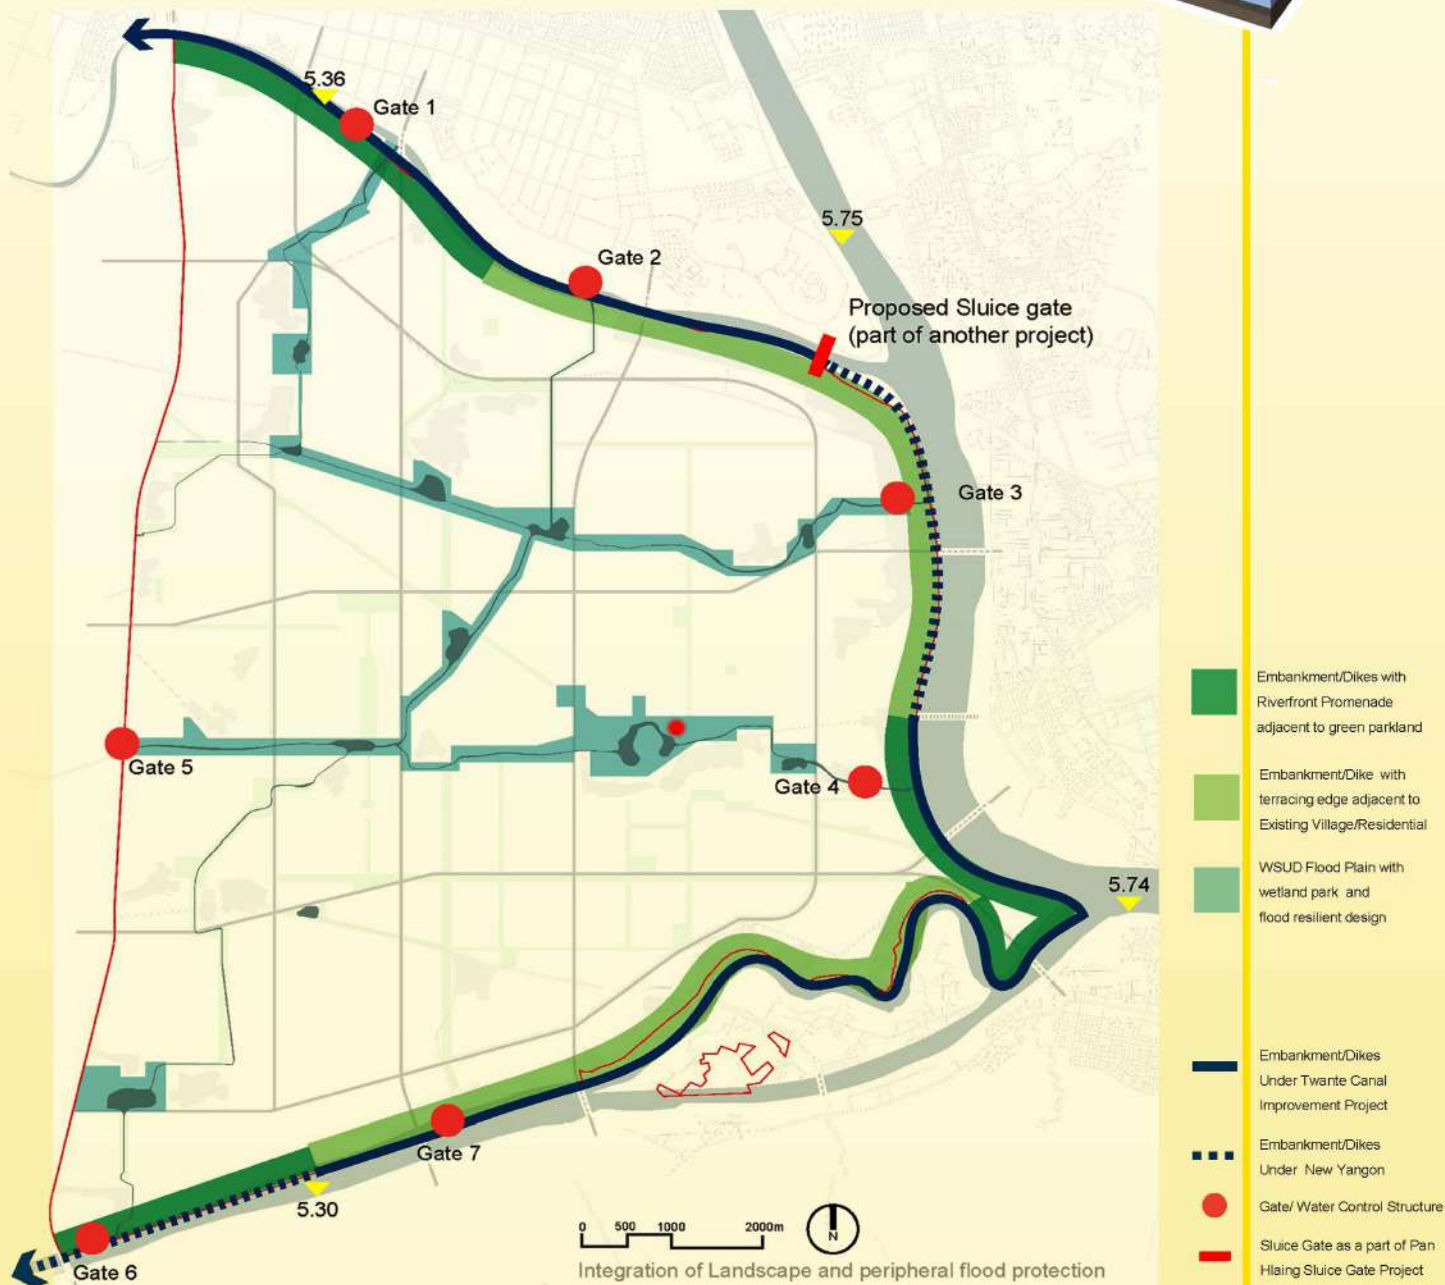 5.36
Gate 1
5.75
Gate 2
Proposed Sluice gate
(part of another project)
Gate 3
Gate 5
Gate 4
5.74
Gate 7
5.30
Gate 6
0 500 1000 2000m
N
Integration of Landscape and peripheral flood protection
Embankment/Dikes with
Riverfront Promenade
adjacent to green parkland
Embankment/Dike with
terracing edge adjacent to
Existing Village/Residential
WSUD Flood Plain with
wetland park and
flood resilient design
Embankment/Dikes
Under Twante Canal
Improvement Project
Embankment/Dikes
Under New Yangon
Gate/ Water Control Structure
Sluice Gate as a part of Pan
Hlaing Sluice Gate Project